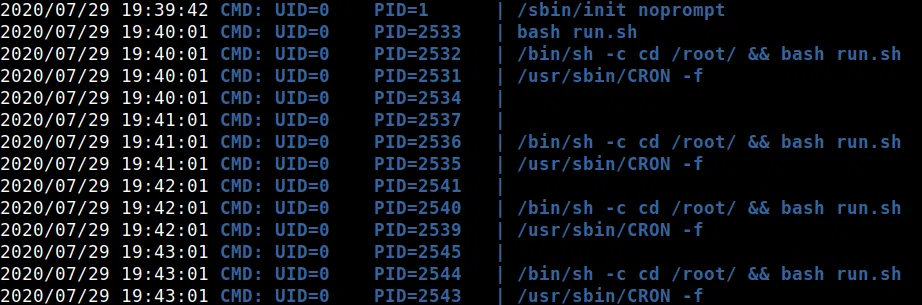 2020/07/29 19:39:42 CMD: UID=0 PID=1 | /sbin/init noprompt
2020/07/29 19:40:01 CMD: UID=0 PID=2533 | bash run.sh
2020/07/29 19:40:01 CMD: UID=0 PID=2532 | /bin/sh -c cd /root/ && bash run.sh
2020/07/29 19:40:01 CMD: UID=0 PID=2531 | /usr/sbin/CRON -f
2020/07/29 19:40:01 CMD: UID=0 PID=2534 |
2020/07/29 19:41:01 CMD: UID=0 PID=2537 |
2020/07/29 19:41:01 CMD: UID=0 PID=2536 | /bin/sh -c cd /root/ && bash run.sh
2020/07/29 19:41:01 CMD: UID=0 PID=2535 | /usr/sbin/CRON -f
2020/07/29 19:42:01 CMD: UID=0 PID=2541 |
2020/07/29 19:42:01 CMD: UID=0 PID=2540 | /bin/sh -c cd /root/ && bash run.sh
2020/07/29 19:42:01 CMD: UID=0 PID=2539 | /usr/sbin/CRON -f
2020/07/29 19:43:01 CMD: UID=0 PID=2545 |
2020/07/29 19:43:01 CMD: UID=0 PID=2544 | /bin/sh -c cd /root/ && bash run.sh
2020/07/29 19:43:01 CMD: UID=0 PID=2543 | /usr/sbin/CRON -f